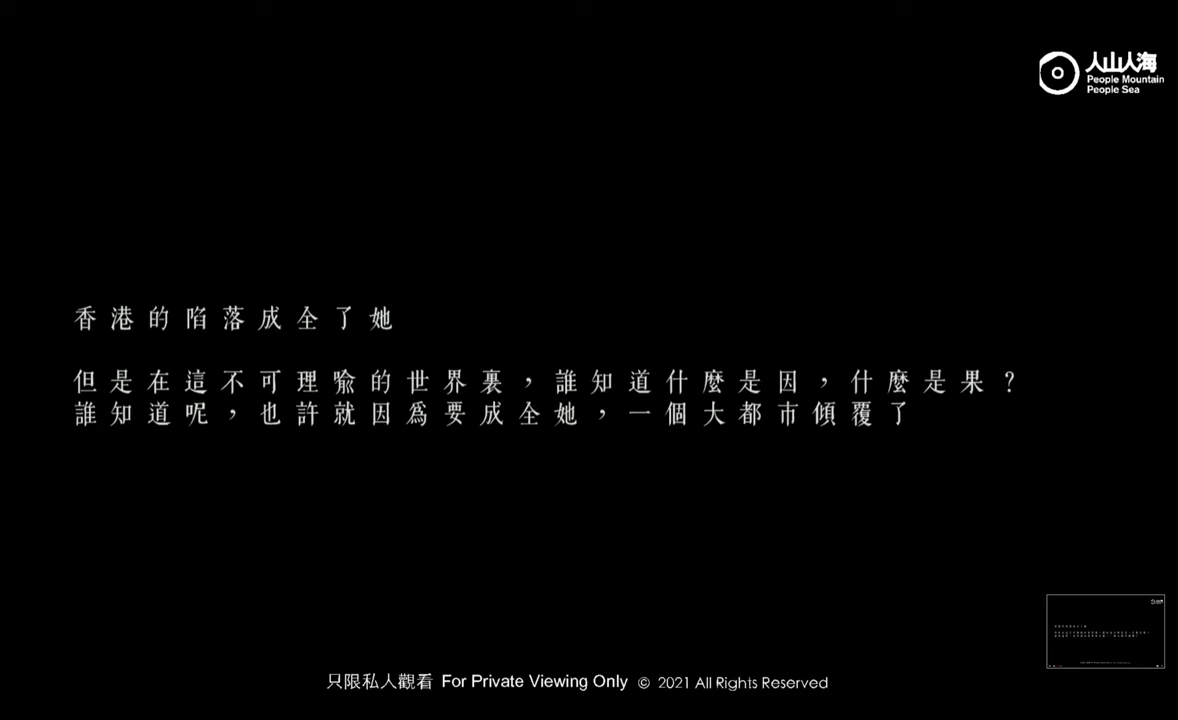 人山人海
People Mountain
People Sea
香港的陷落成全了她
但是在這不可理喻的世界裏，誰知道什麼是因，什麼是果？
誰知道呢，也許就因爲要成全她，一個大都市傾覆了
只限私人觀看 For Private Viewing Only © 2021 All Rights Reserved